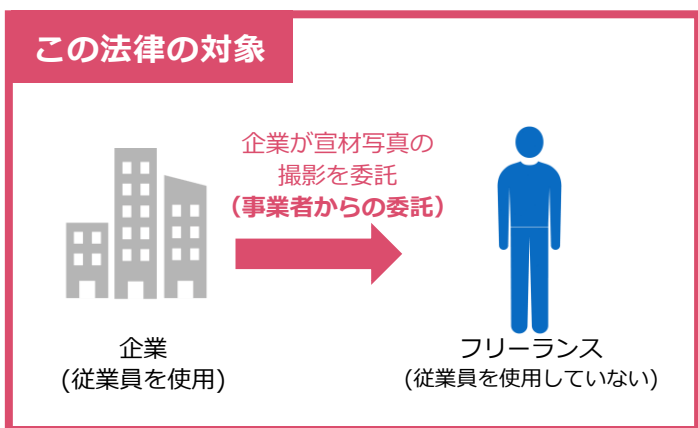 この法律の対象
企業が宣材写真の
撮影を委託
（事業者からの委託）
企業
(従業員を使用)
フリーランス
(従業員を使用していない)